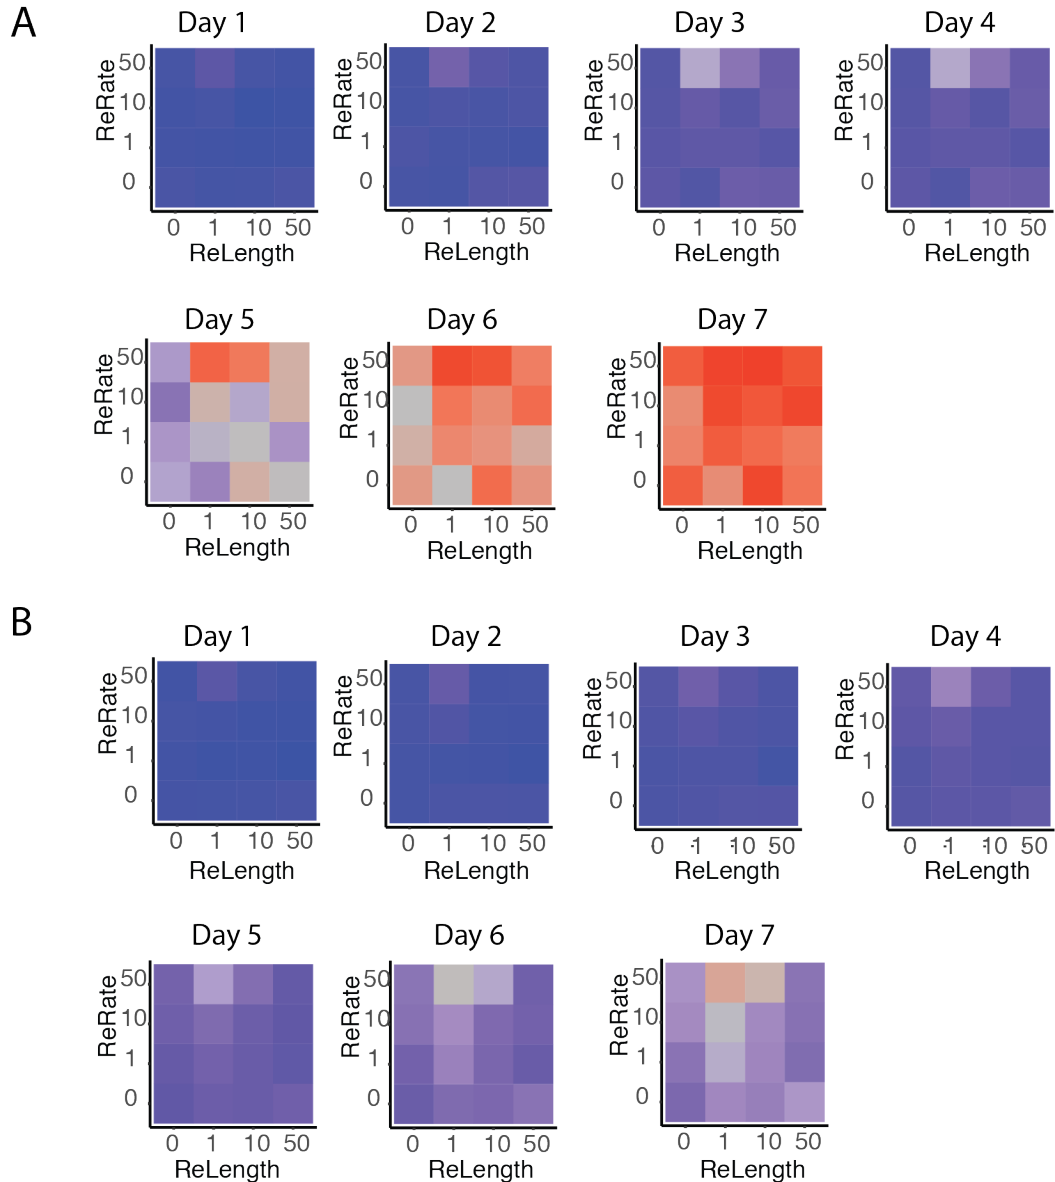 A
Day 1 Day 2 Day 3 Day 4
ReRate 50 10 1 0 ReRate 50 10 1 0 ReRate 50 10 1 0 ReRate 50 10 1 0
0 1 10 50 0 1 10 50 0 1 10 50 0 1 10 50
ReLength ReLength ReLength ReLength
Day 5 Day 6 Day 7
ReRate 50 10 1 0 ReRate 50 10 1 0 ReRate 50 10 1 0
0 1 10 50 0 1 10 50 0 1 10 50
ReLength ReLength ReLength
B
Day 1 Day 2 Day 3 Day 4
ReRate 50 10 1 0 ReRate 50 10 1 0 ReRate 50 10 1 0 ReRate 50 10 1 0
0 1 10 50 0 1 10 50 0 1 10 50 0 1 10 50
ReLength ReLength ReLength ReLength
Day 5 Day 6 Day 7
ReRate 50 10 1 0 ReRate 50 10 1 0 ReRate 50 10 1 0
0 1 10 50 0 1 10 50 0 1 10 50
ReLength ReLength ReLength